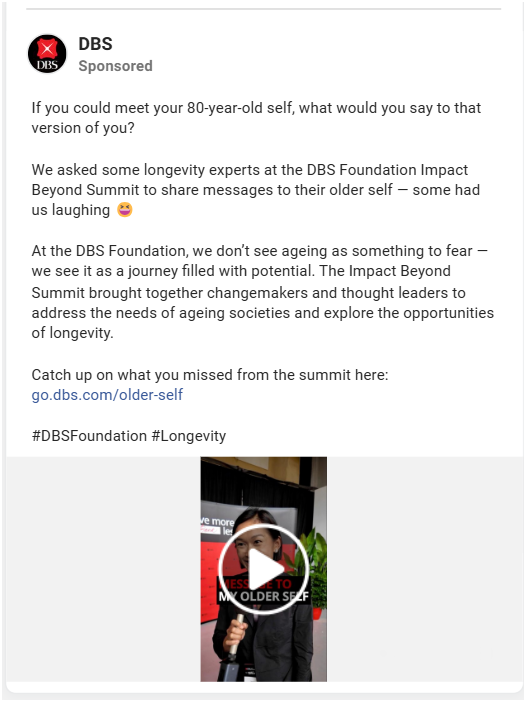 DBS
DBS
Sponsored
If you could meet your 80-year-old self, what would you say to that
version of you?
We asked some longevity experts at the DBS Foundation Impact
Beyond Summit to share messages to their older self — some had
us laughing 😆
At the DBS Foundation, we don’t see ageing as something to fear —
we see it as a journey filled with potential. The Impact Beyond
Summit brought together changemakers and thought leaders to
address the needs of ageing societies and explore the opportunities
of longevity.
Catch up on what you missed from the summit here:
go.dbs.com/older-self
#DBSFoundation #Longevity
ve more
MY OLDER SELF